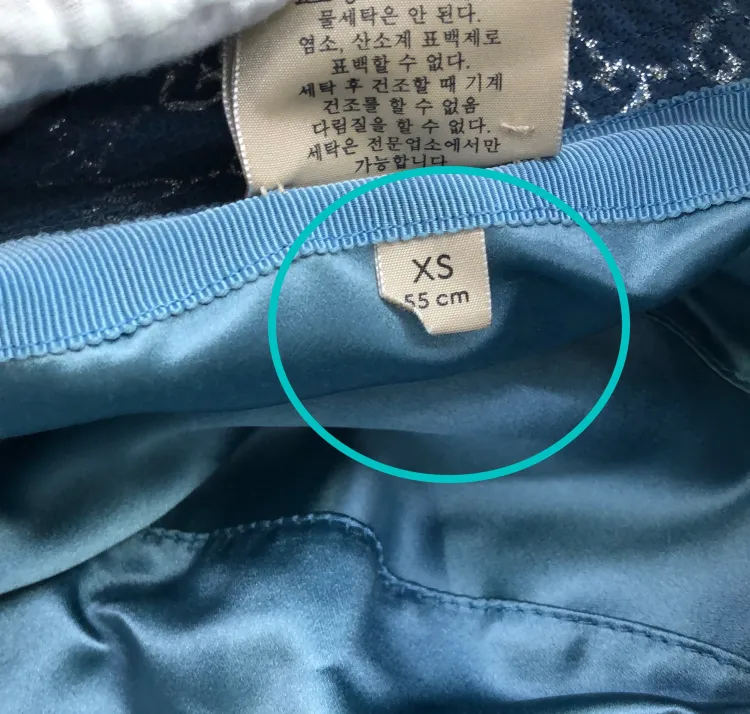 물세탁은 안 된다.
염소, 산소계 표백제로
표백할 수 없다.
세탁 후 건조할 때 기계
건조를 할 수 없음
다림질을 할 수 없다.
세탁은 전문업소에서만
가능합니다
XS
55 cm